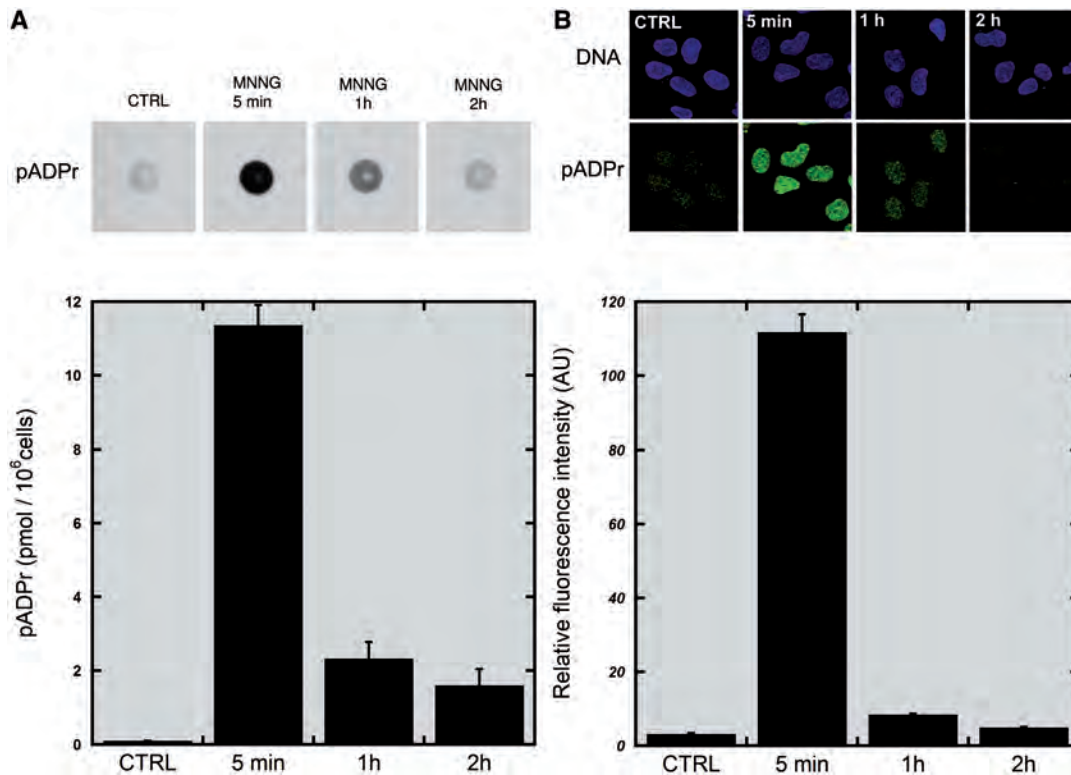 A
CTRL
MNNG
5 min
MNNG
1h
MNNG
2h
pADPr
12
10
8
6
4
2
0
pADPr (pmol / 10⁶cells)
CTRL 5 min 1h 2h
B
CTRL 5 min 1 h 2 h
DNA
pADPr
120
100
80
60
40
20
0
Relative fluorescence intensity (AU)
CTRL 5 min 1h 2h